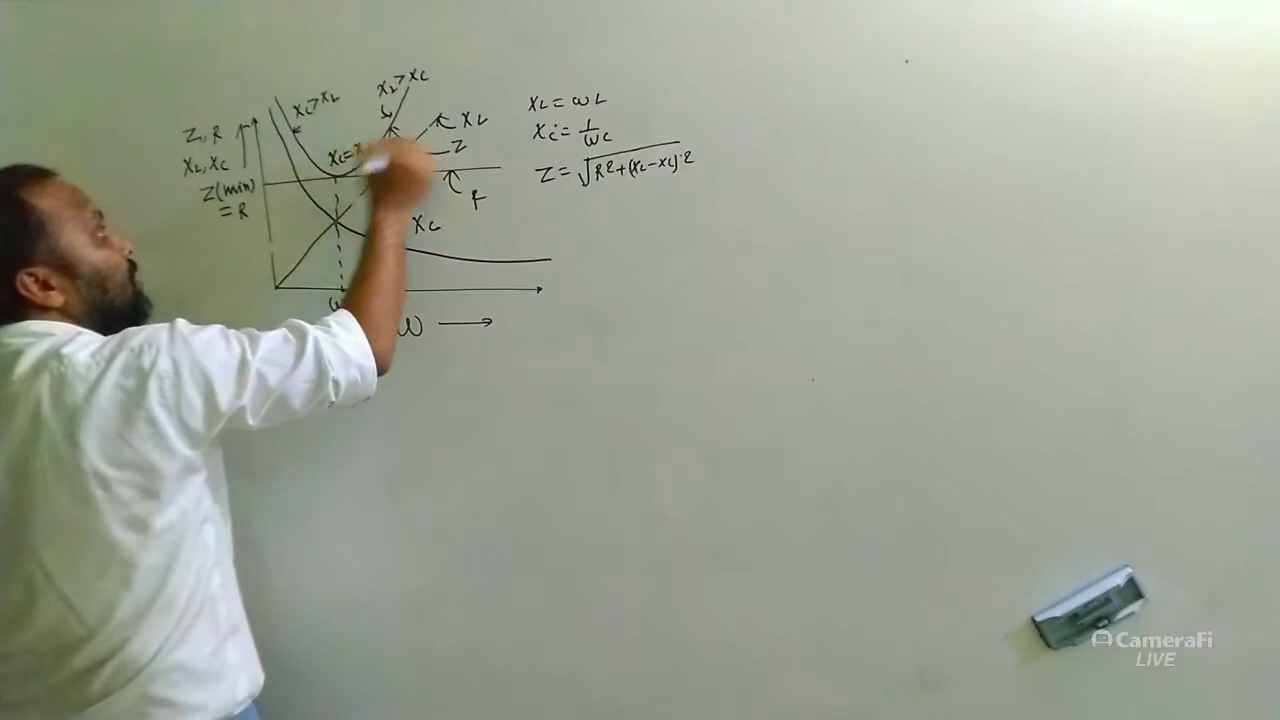 Z, R
XL, XC
Z(min)
= R
XC > XL
XL > XC
XC =
XL
Z
R
XC
ω
XL = ωL
XC = 1/ωC
Z = √R2+(XL-XC)2
CameraFi
LIVE